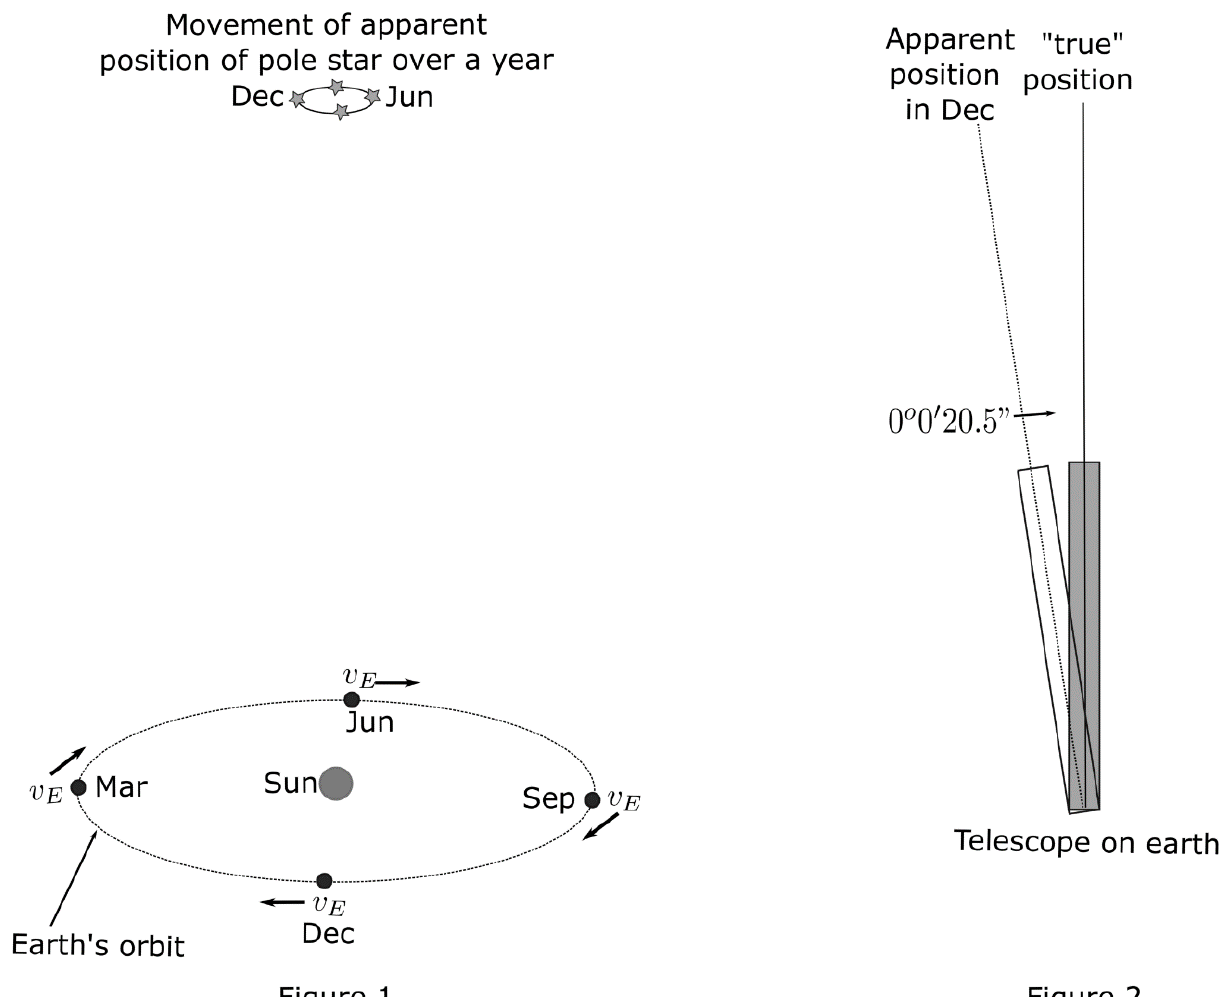 Movement of apparent
position of pole star over a year
Dec Jun
Apparent
position
in Dec
"true"
position
0°0′20.5”
v_E
Jun
v_E Mar
Sun
Sep v_E
v_E
Dec
Earth's orbit
Telescope on earth
Figure 1
Figure 2